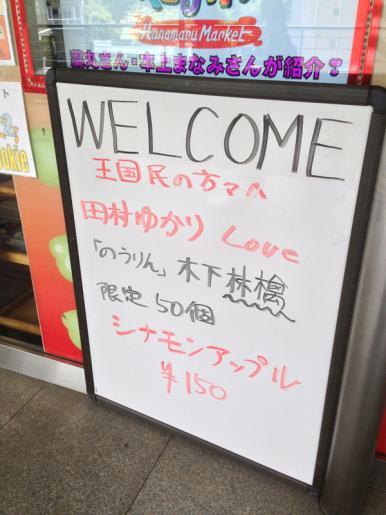 Hanamaru Market
薬丸さん・本上まなみさんが紹介
WELCOME
王国民の方々へ
田村ゆかり Love
「のうりん」木下林檎
限定50個
シナモンアップル
¥150